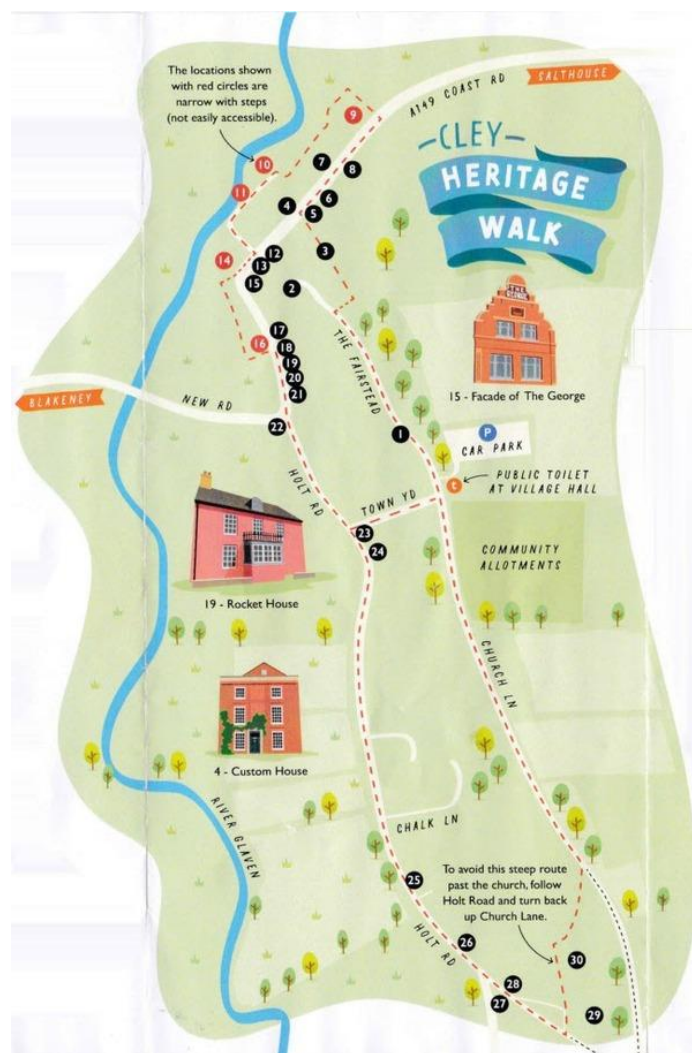 The locations shown
with red circles are
narrow with steps
(not easily accessible).
A149 COAST RD
SALTHOUSE
CLEY
HERITAGE
WALK
9
7
8
10
11
6
4
5
3
12
13
14
15
2
THE
15 - Facade of The George
17
16
18
19
20
21
THE FAIRSTEAD
BLAKENEY
NEW RD
22
1
P
CAR PARK
t
PUBLIC TOILET
AT VILLAGE HALL
HOLT RD
TOWN YD
23
24
COMMUNITY
ALLOTMENTS
19 - Rocket House
CHURCH LN
4 - Custom House
RIVER GLAVEN
CHALK LN
To avoid this steep route
past the church, follow
Holt Road and turn back
up Church Lane.
25
HOLT RD
26
30
28
27
29